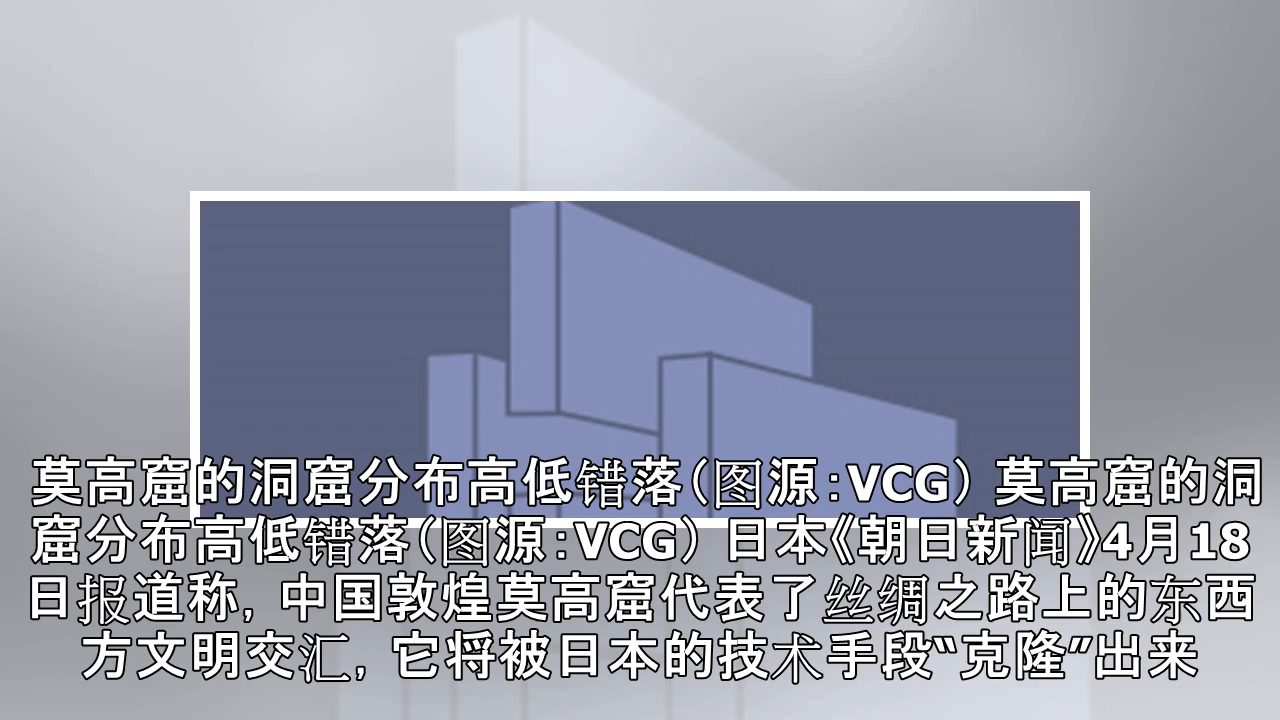 莫高窟的洞窟分布高低错落(图源:VCG) 莫高窟的洞
窟分布高低错落(图源:VCG) 日本《朝日新闻》4月18
日报道称, 中国敦煌莫高窟代表了丝绸之路上的东西
方文明交汇, 它将被日本的技术手段“克隆”出来